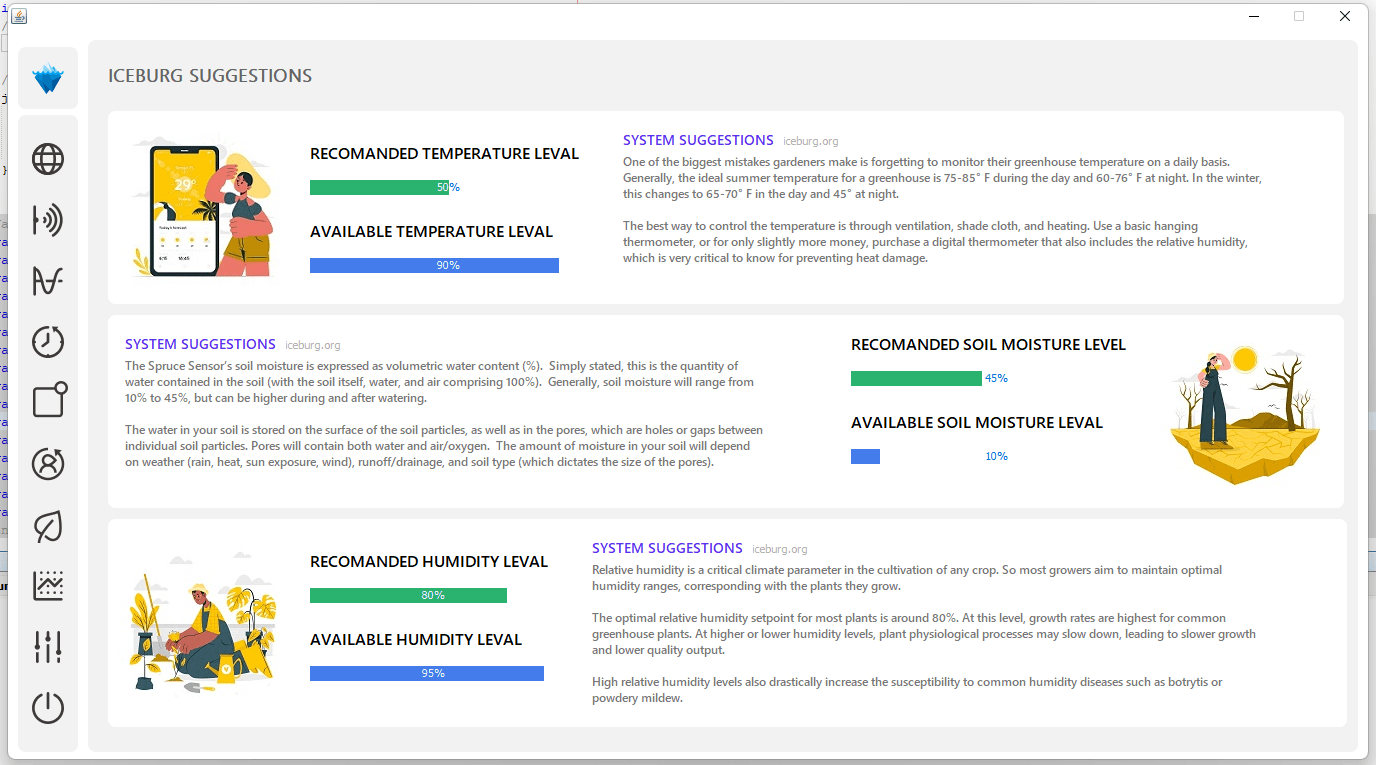 ICEBURG SUGGESTIONS
29°
Today's forecast
6:15 16:45
RECOMANDED TEMPERATURE LEVAL
50%
AVAILABLE TEMPERATURE LEVAL
90%
SYSTEM SUGGESTIONS iceburg.org
One of the biggest mistakes gardeners make is forgetting to monitor their greenhouse temperature on a daily basis.
Generally, the ideal summer temperature for a greenhouse is 75-85° F during the day and 60-76° F at night. In the winter,
this changes to 65-70° F in the day and 45° at night.
The best way to control the temperature is through ventilation, shade cloth, and heating. Use a basic hanging
thermometer, or for only slightly more money, purchase a digital thermometer that also includes the relative humidity,
which is very critical to know for preventing heat damage.
SYSTEM SUGGESTIONS iceburg.org
The Spruce Sensor's soil moisture is expressed as volumetric water content (%). Simply stated, this is the quantity of
water contained in the soil (with the soil itself, water, and air comprising 100%). Generally, soil moisture will range from
10% to 45%, but can be higher during and after watering.
The water in your soil is stored on the surface of the soil particles, as well as in the pores, which are holes or gaps between
individual soil particles. Pores will contain both water and air/oxygen. The amount of moisture in your soil will depend
on weather (rain, heat, sun exposure, wind), runoff/drainage, and soil type (which dictates the size of the pores).
RECOMANDED SOIL MOISTURE LEVEL
45%
AVAILABLE SOIL MOISTURE LEVAL
10%
RECOMANDED HUMIDITY LEVAL
80%
AVAILABLE HUMIDITY LEVAL
95%
SYSTEM SUGGESTIONS iceburg.org
Relative humidity is a critical climate parameter in the cultivation of any crop. So most growers aim to maintain optimal
humidity ranges, corresponding with the plants they grow.
The optimal relative humidity setpoint for most plants is around 80%. At this level, growth rates are highest for common
greenhouse plants. At higher or lower humidity levels, plant physiological processes may slow down, leading to slower growth
and lower quality output.
High relative humidity levels also drastically increase the susceptibility to common humidity diseases such as botrytis or
powdery mildew.